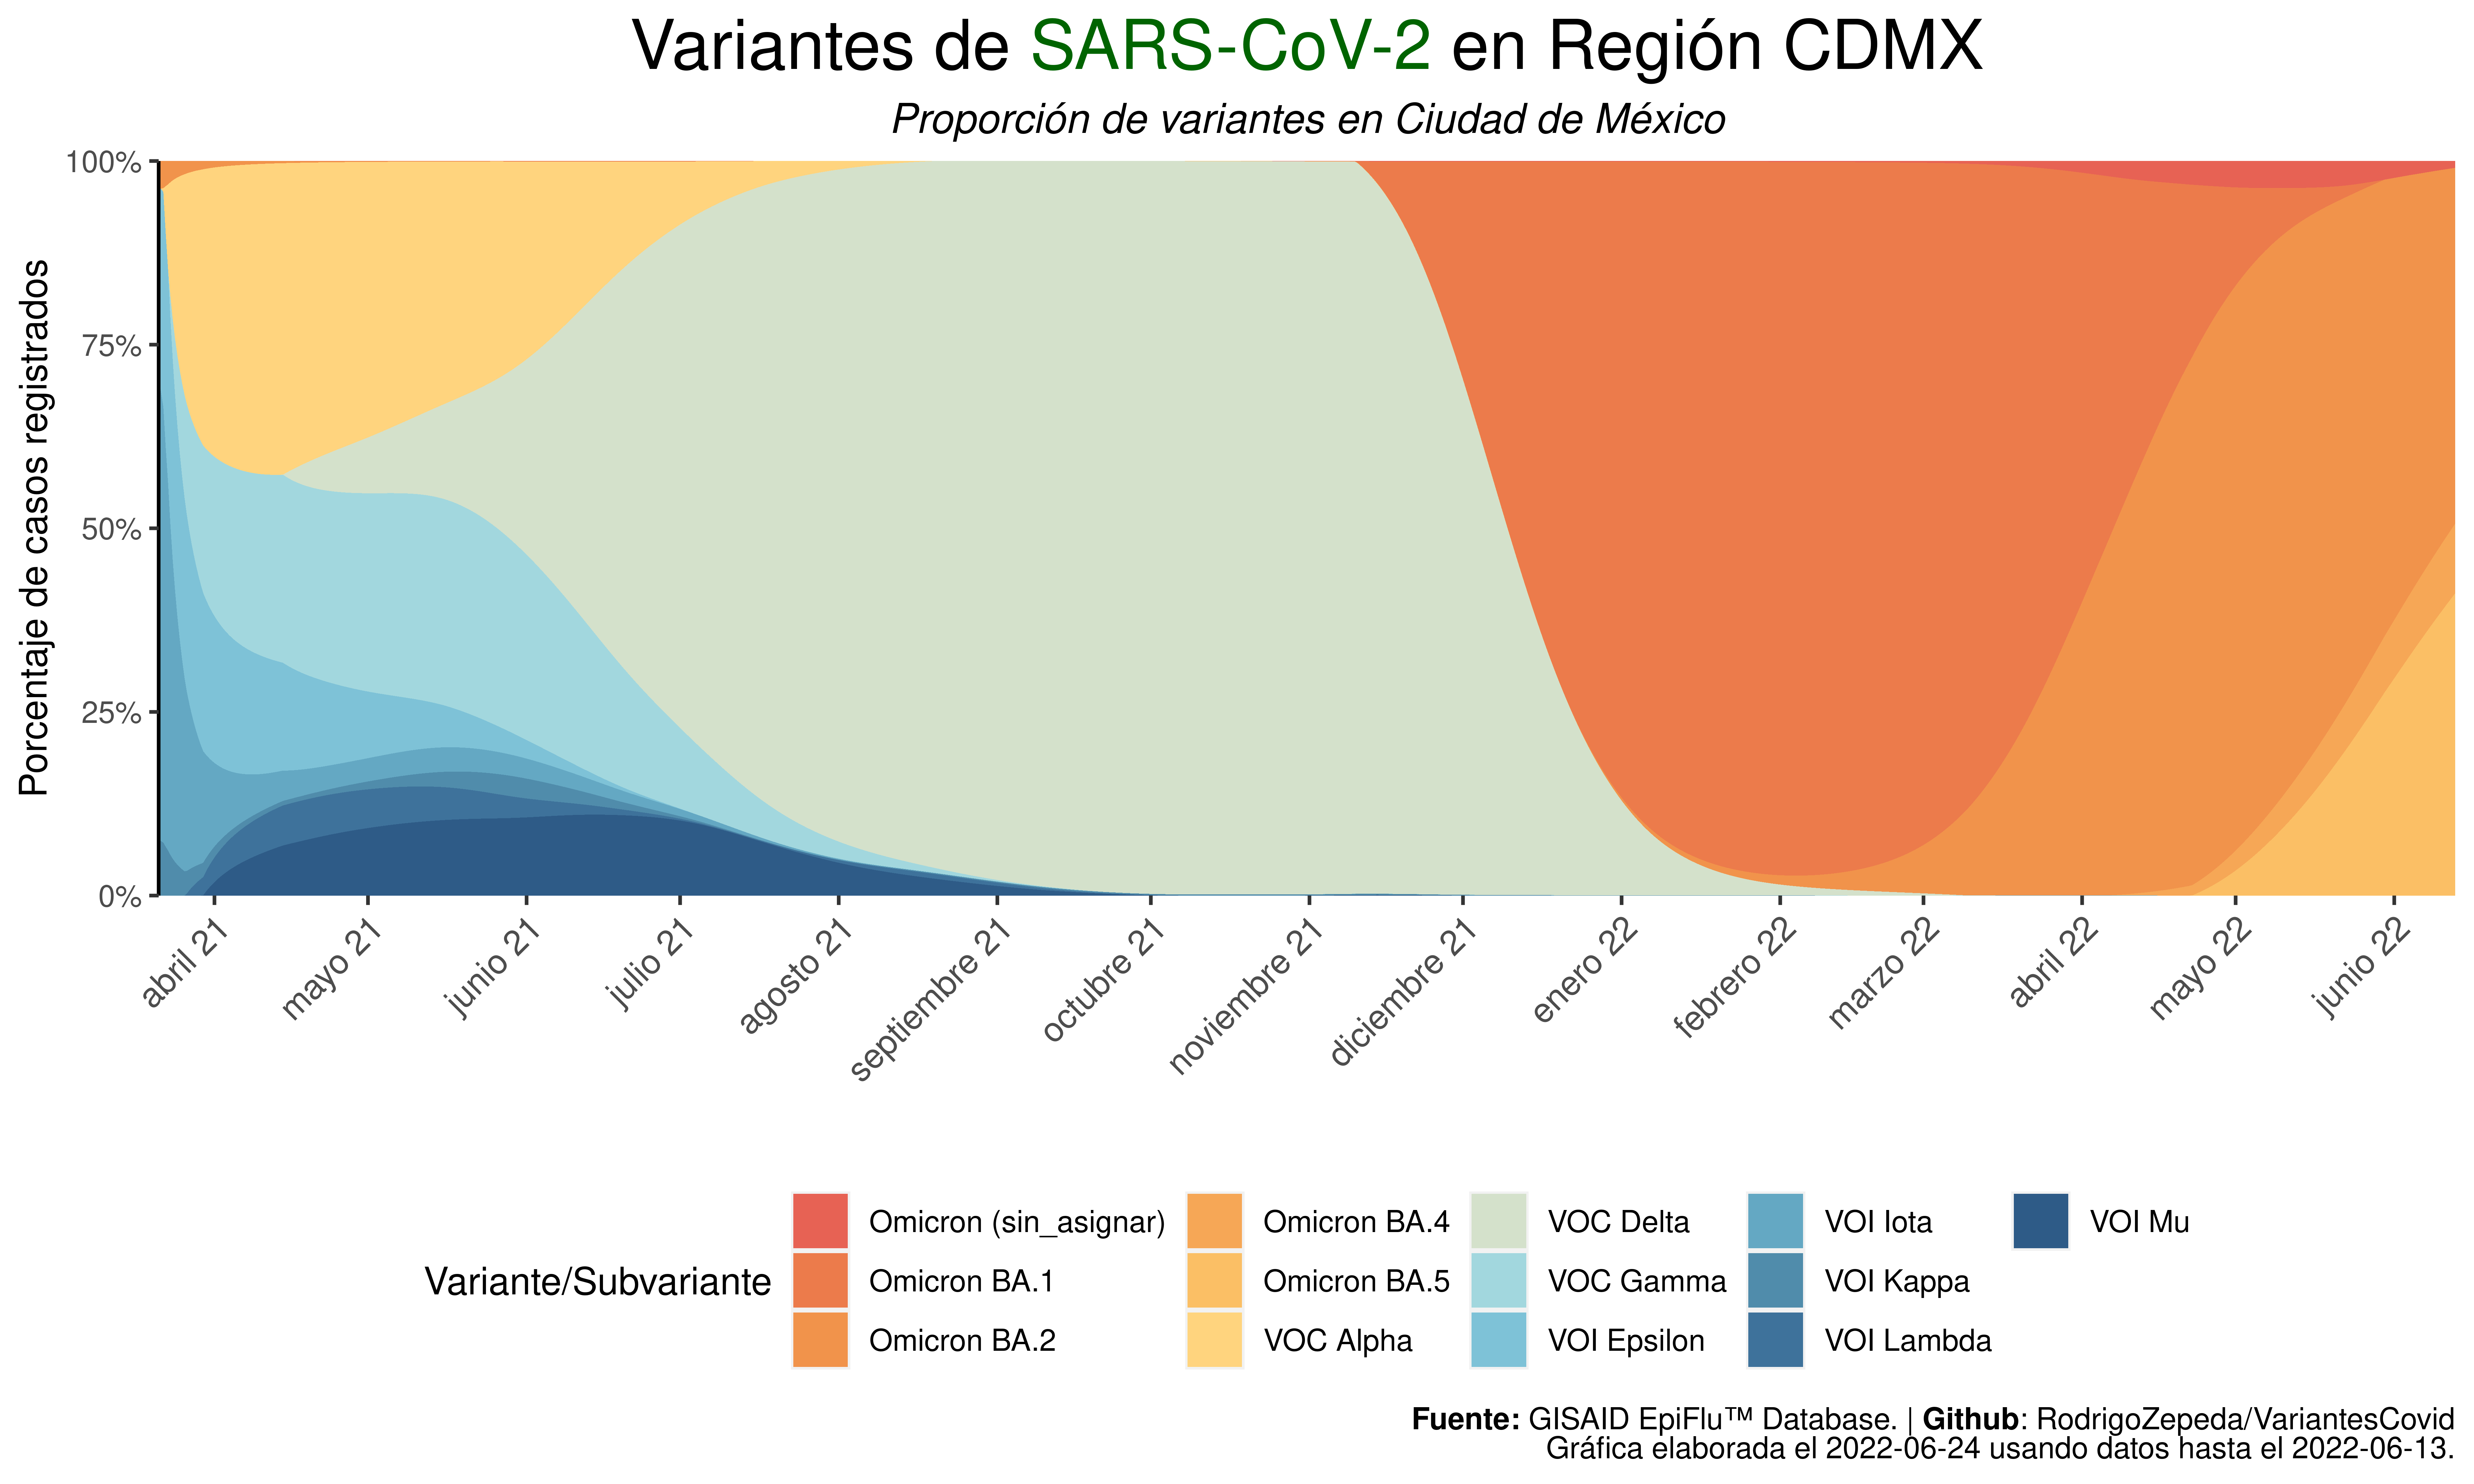 Variantes de SARS-CoV-2 en Región CDMX
Proporción de variantes en Ciudad de México
Porcentaje de casos registrados
100%
75%
50%
25%
0%
abril 21
mayo 21
junio 21
julio 21
agosto 21
septiembre 21
octubre 21
noviembre 21
diciembre 21
enero 22
febrero 22
marzo 22
abril 22
mayo 22
junio 22
Variante/Subvariante
Omicron (sin_asignar)
Omicron BA.1
Omicron BA.2
Omicron BA.4
Omicron BA.5
VOC Alpha
VOC Delta
VOC Gamma
VOI Epsilon
VOI Iota
VOI Kappa
VOI Lambda
VOI Mu
Fuente: GISAID EpiFlu™ Database. | Github: RodrigoZepeda/VariantesCovid
Gráfica elaborada el 2022-06-24 usando datos hasta el 2022-06-13.